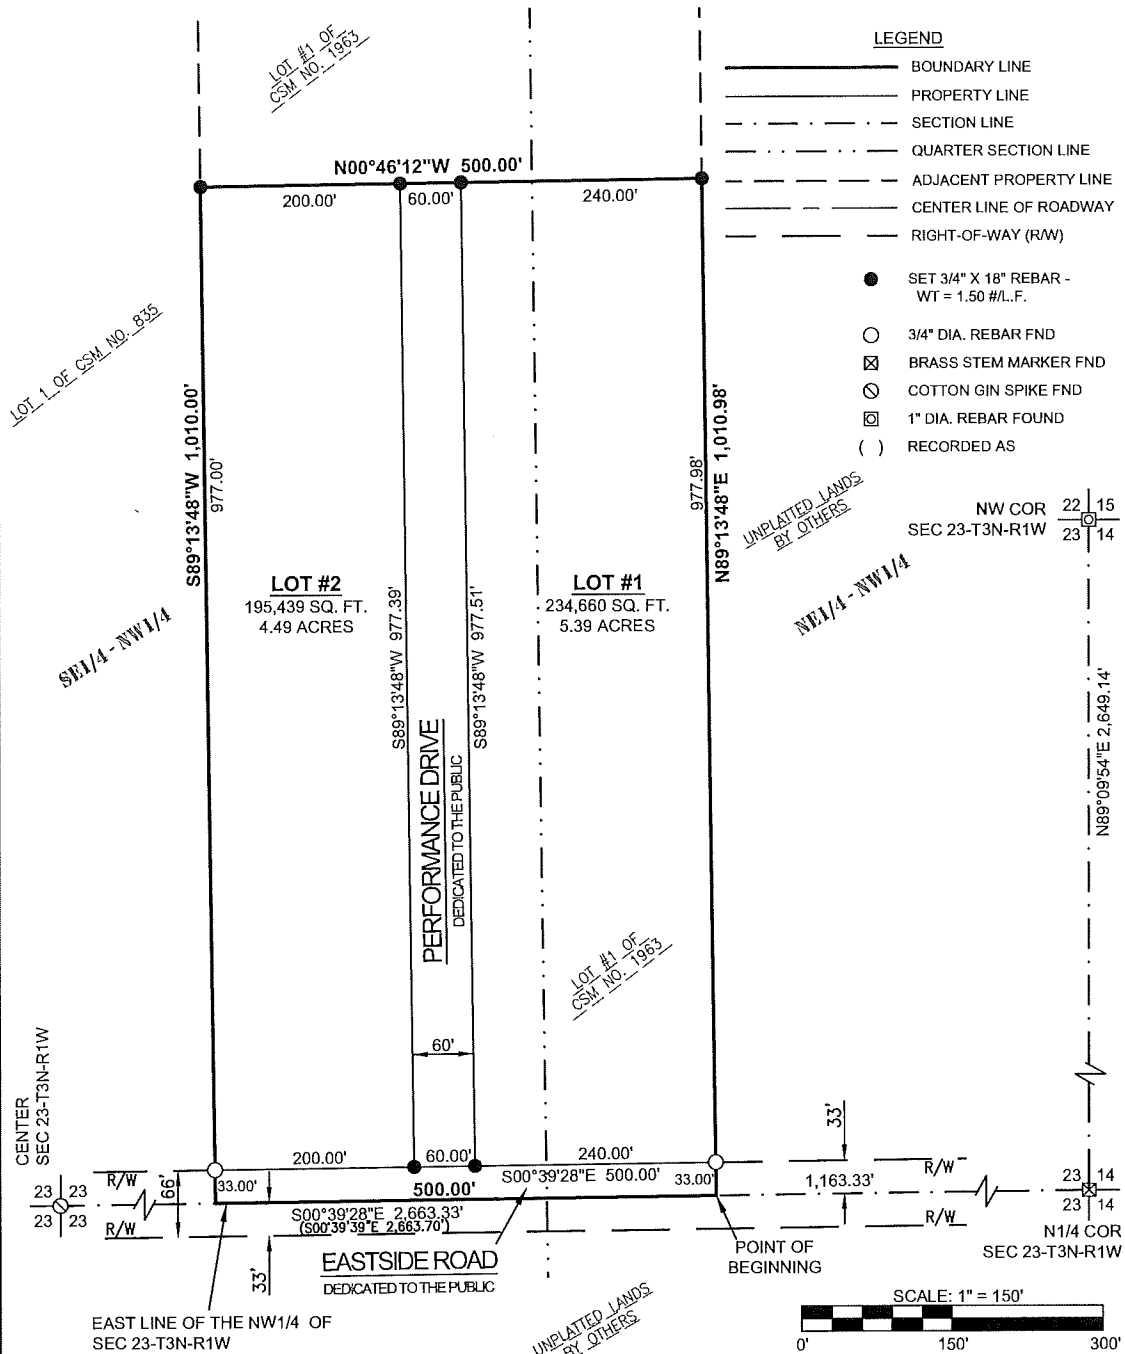 LOT #1 OF
CSM NO. 1963
LEGEND
BOUNDARY LINE
PROPERTY LINE
SECTION LINE
QUARTER SECTION LINE
ADJACENT PROPERTY LINE
CENTER LINE OF ROADWAY
RIGHT-OF-WAY (R/W)
SET 3/4" X 18" REBAR -
WT = 1.50 #/L.F.
3/4" DIA. REBAR FND
BRASS STEM MARKER FND
COTTON GIN SPIKE FND
1" DIA. REBAR FOUND
( ) RECORDED AS
N00°46'12"W 500.00'
200.00'
60.00'
240.00'
LOT 1 OF CSM NO. 835
S89°13'48"W 1,010.00'
977.00'
N89°13'48"E 1,010.98'
977.98'
UNPLATTED LANDS
BY OTHERS
NW COR
SEC 23-T3N-R1W
22 15
23 14
LOT #2
195,439 SQ. FT.
4.49 ACRES
LOT #1
234,660 SQ. FT.
5.39 ACRES
SE1/4 - NW1/4
NE1/4 - NW1/4
S89°13'48"W 977.39'
S89°13'48"W 977.51'
N89°09'54"E 2,649.14'
PERFORMANCE DRIVE
DEDICATED TO THE PUBLIC
LOT #1 OF
CSM NO. 1963
60'
CENTER
SEC 23-T3N-R1W
33'
200.00'
60.00'
240.00'
S00°39'28"E 500.00'
R/W
66'
33.00'
500.00'
33.00'
1,163.33'
R/W
23 23
23 23
R/W
S00°39'28"E 2,663.33'
(S00°39'39"E 2,663.70')
R/W
23 14
23 14
N1/4 COR
SEC 23-T3N-R1W
33'
EASTSIDE ROAD
DEDICATED TO THE PUBLIC
POINT OF
BEGINNING
EAST LINE OF THE NW1/4 OF
SEC 23-T3N-R1W
UNPLATTED LANDS
BY OTHERS
SCALE: 1" = 150'
0' 150' 300'